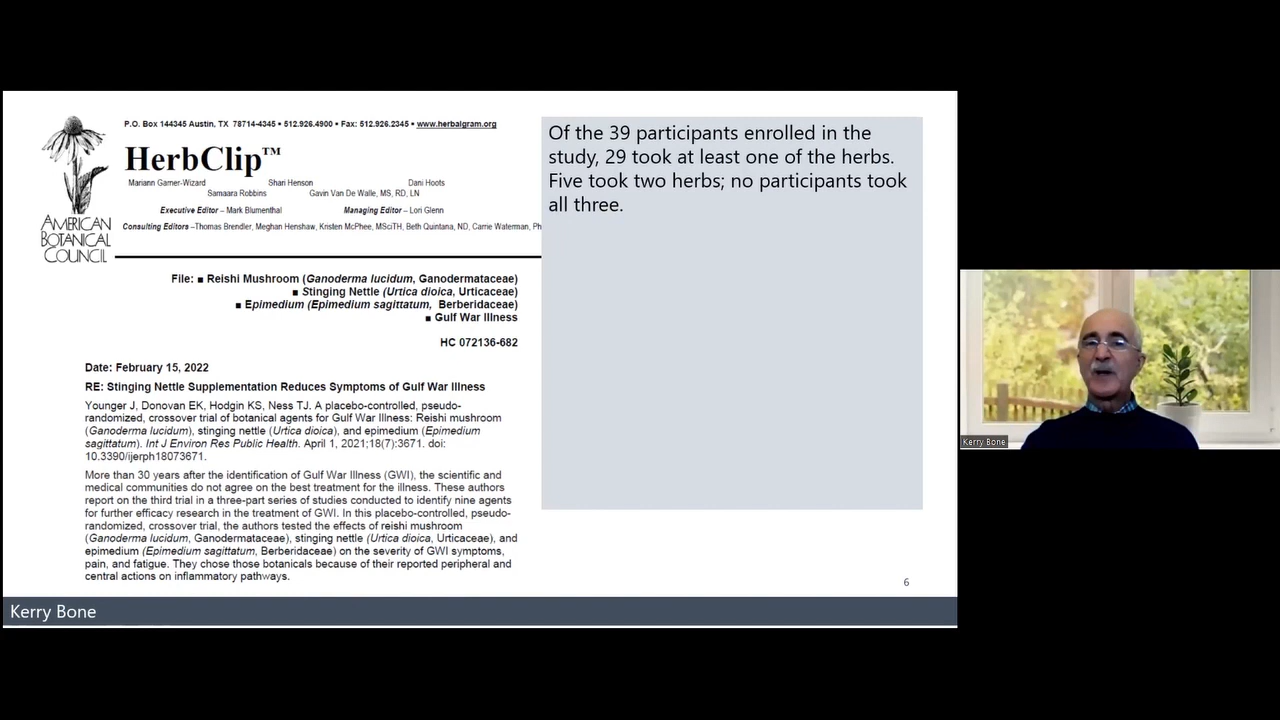 P.O. Box 144345 Austin, TX 78714-4345 ▪ 512.926.4900 ▪ Fax: 512.926.2345 ▪ www.herbalgram.org
HerbClip™
Mariann Garner-Wizard Shari Henson Dani Hoots
Samaara Robbins Gavin Van De Walle, MS, RD, LN
Executive Editor – Mark Blumenthal Managing Editor – Lori Glenn
Consulting Editors –Thomas Brendler, Meghan Henshaw, Kristen McPhee, MSciTH, Beth Quintana, ND, Carrie Waterman, Ph
AMERICAN
BOTANICAL
COUNCIL
File: ■ Reishi Mushroom (Ganoderma lucidum, Ganodermataceae)
■ Stinging Nettle (Urtica dioica, Urticaceae)
■ Epimedium (Epimedium sagittatum, Berberidaceae)
■ Gulf War Illness
HC 072136-682
Date: February 15, 2022
RE: Stinging Nettle Supplementation Reduces Symptoms of Gulf War Illness
Younger J, Donovan EK, Hodgin KS, Ness TJ. A placebo-controlled, pseudo-
randomized, crossover trial of botanical agents for Gulf War Illness: Reishi mushroom
(Ganoderma lucidum), stinging nettle (Urtica dioica), and epimedium (Epimedium
sagittatum). Int J Environ Res Public Health. April 1, 2021;18(7):3671. doi:
10.3390/ijerph18073671.
More than 30 years after the identification of Gulf War Illness (GWI), the scientific and
medical communities do not agree on the best treatment for the illness. These authors
report on the third trial in a three-part series of studies conducted to identify nine agents
for further efficacy research in the treatment of GWI. In this placebo-controlled, pseudo-
randomized, crossover trial, the authors tested the effects of reishi mushroom
(Ganoderma lucidum, Ganodermataceae), stinging nettle (Urtica dioica, Urticaceae), and
epimedium (Epimedium sagittatum, Berberidaceae) on the severity of GWI symptoms,
pain, and fatigue. They chose those botanicals because of their reported peripheral and
central actions on inflammatory pathways.
Of the 39 participants enrolled in the
study, 29 took at least one of the herbs.
Five took two herbs; no participants took
all three.
6
Kerry Bone
Kerry Bone